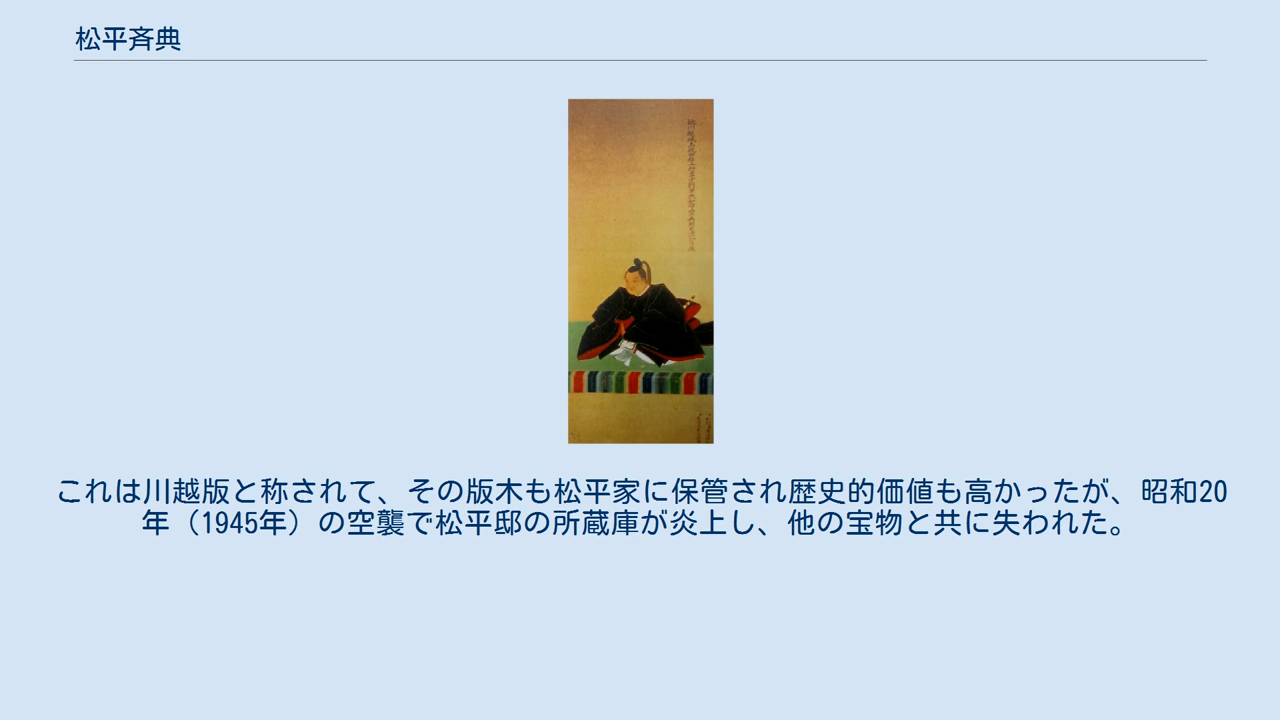 松平斉典
これは川越版と称されて、その版木も松平家に保管され歴史的価値も高かったが、昭和20
年（1945年）の空襲で松平邸の所蔵庫が炎上し、他の宝物と共に失われた。